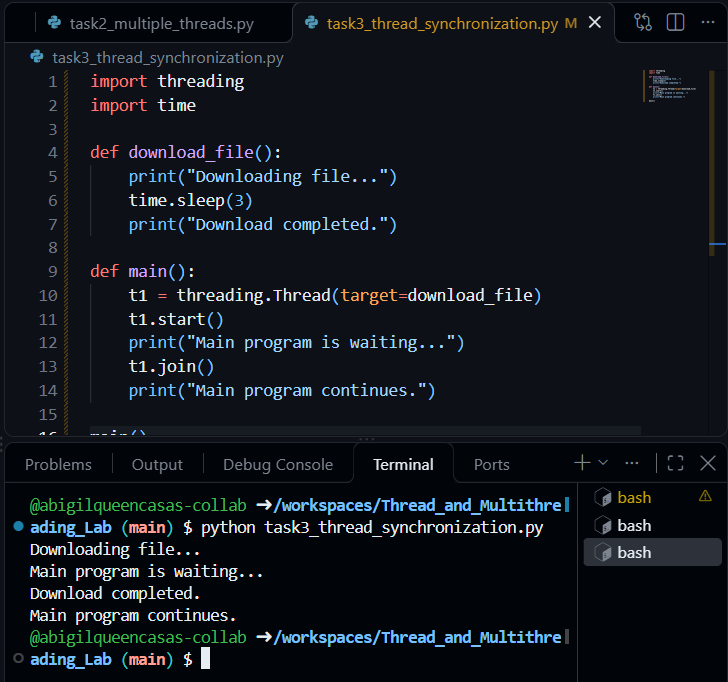 task2_multiple_threads.py
task3_thread_synchronization.py M
task3_thread_synchronization.py
1 import threading
2 import time
3
4 def download_file():
5 print("Downloading file...")
6 time.sleep(3)
7 print("Download completed.")
8
9 def main():
10 t1 = threading.Thread(target=download_file)
11 t1.start()
12 print("Main program is waiting...")
13 t1.join()
14 print("Main program continues.")
15
16 main()
Problems Output Debug Console Terminal Ports
@abigilqueencasas-collab ➜/workspaces/Thread_and_Multithre
ading_Lab (main) $ python task3_thread_synchronization.py
Downloading file...
Main program is waiting...
Download completed.
Main program continues.
@abigilqueencasas-collab ➜/workspaces/Thread_and_Multithre
ading_Lab (main) $
bash
bash
bash